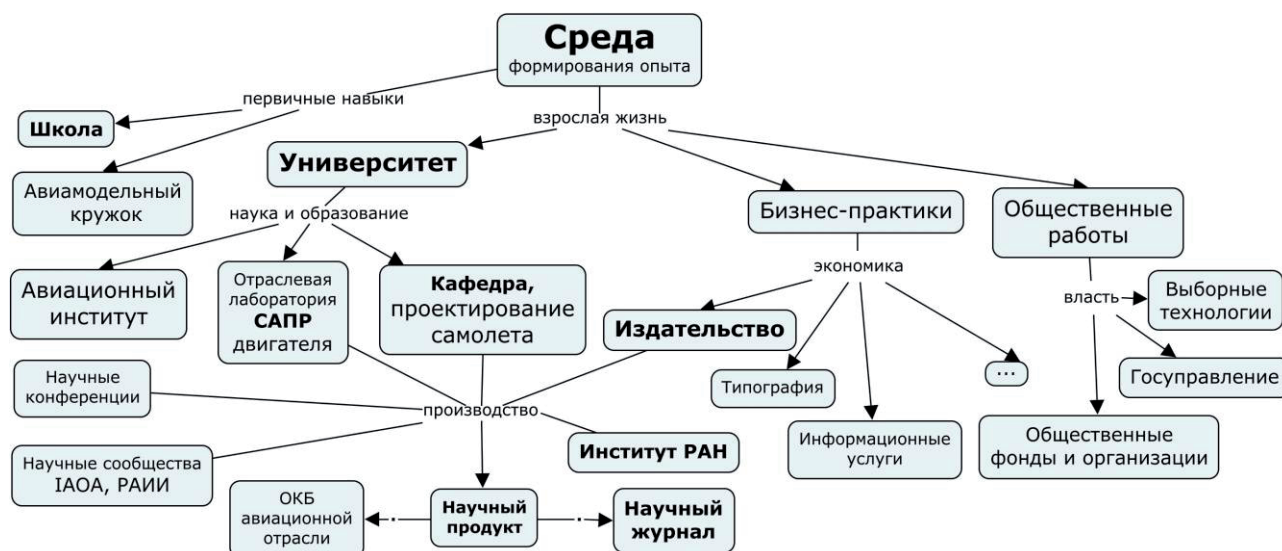 Среда
формирования опыта
первичные навыки
взрослая жизнь
Школа
Университет
Авиамодельный
кружок
наука и образование
Бизнес-практики
Общественные
работы
экономика
власть
Выборные
технологии
Авиационный
институт
Отраслевая
лаборатория
САПР
двигателя
Кафедра,
проектирование
самолета
Издательство
Типография
...
Госуправление
Научные
конференции
производство
Информационные
услуги
Общественные
фонды и организации
Научные сообщества
IAOA, РАИИ
Институт РАН
ОКБ
авиационной
отрасли
Научный
продукт
Научный
журнал